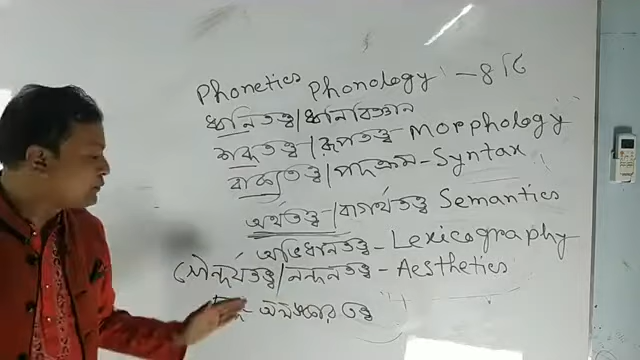 Phonetics Phonology - ৪টি
ধ্বনিতত্ত্ব/ধ্বনিবিজ্ঞান
শব্দতত্ত্ব/রূপতত্ত্ব Morphology
বাক্যতত্ত্ব/পদক্রম-Syntax
অর্থতত্ত্ব/বাগর্থতত্ত্ব Semantics
অভিধানতত্ত্ব-Lexicography
সৌন্দর্যতত্ত্ব/নন্দনতত্ত্ব-Aesthetics